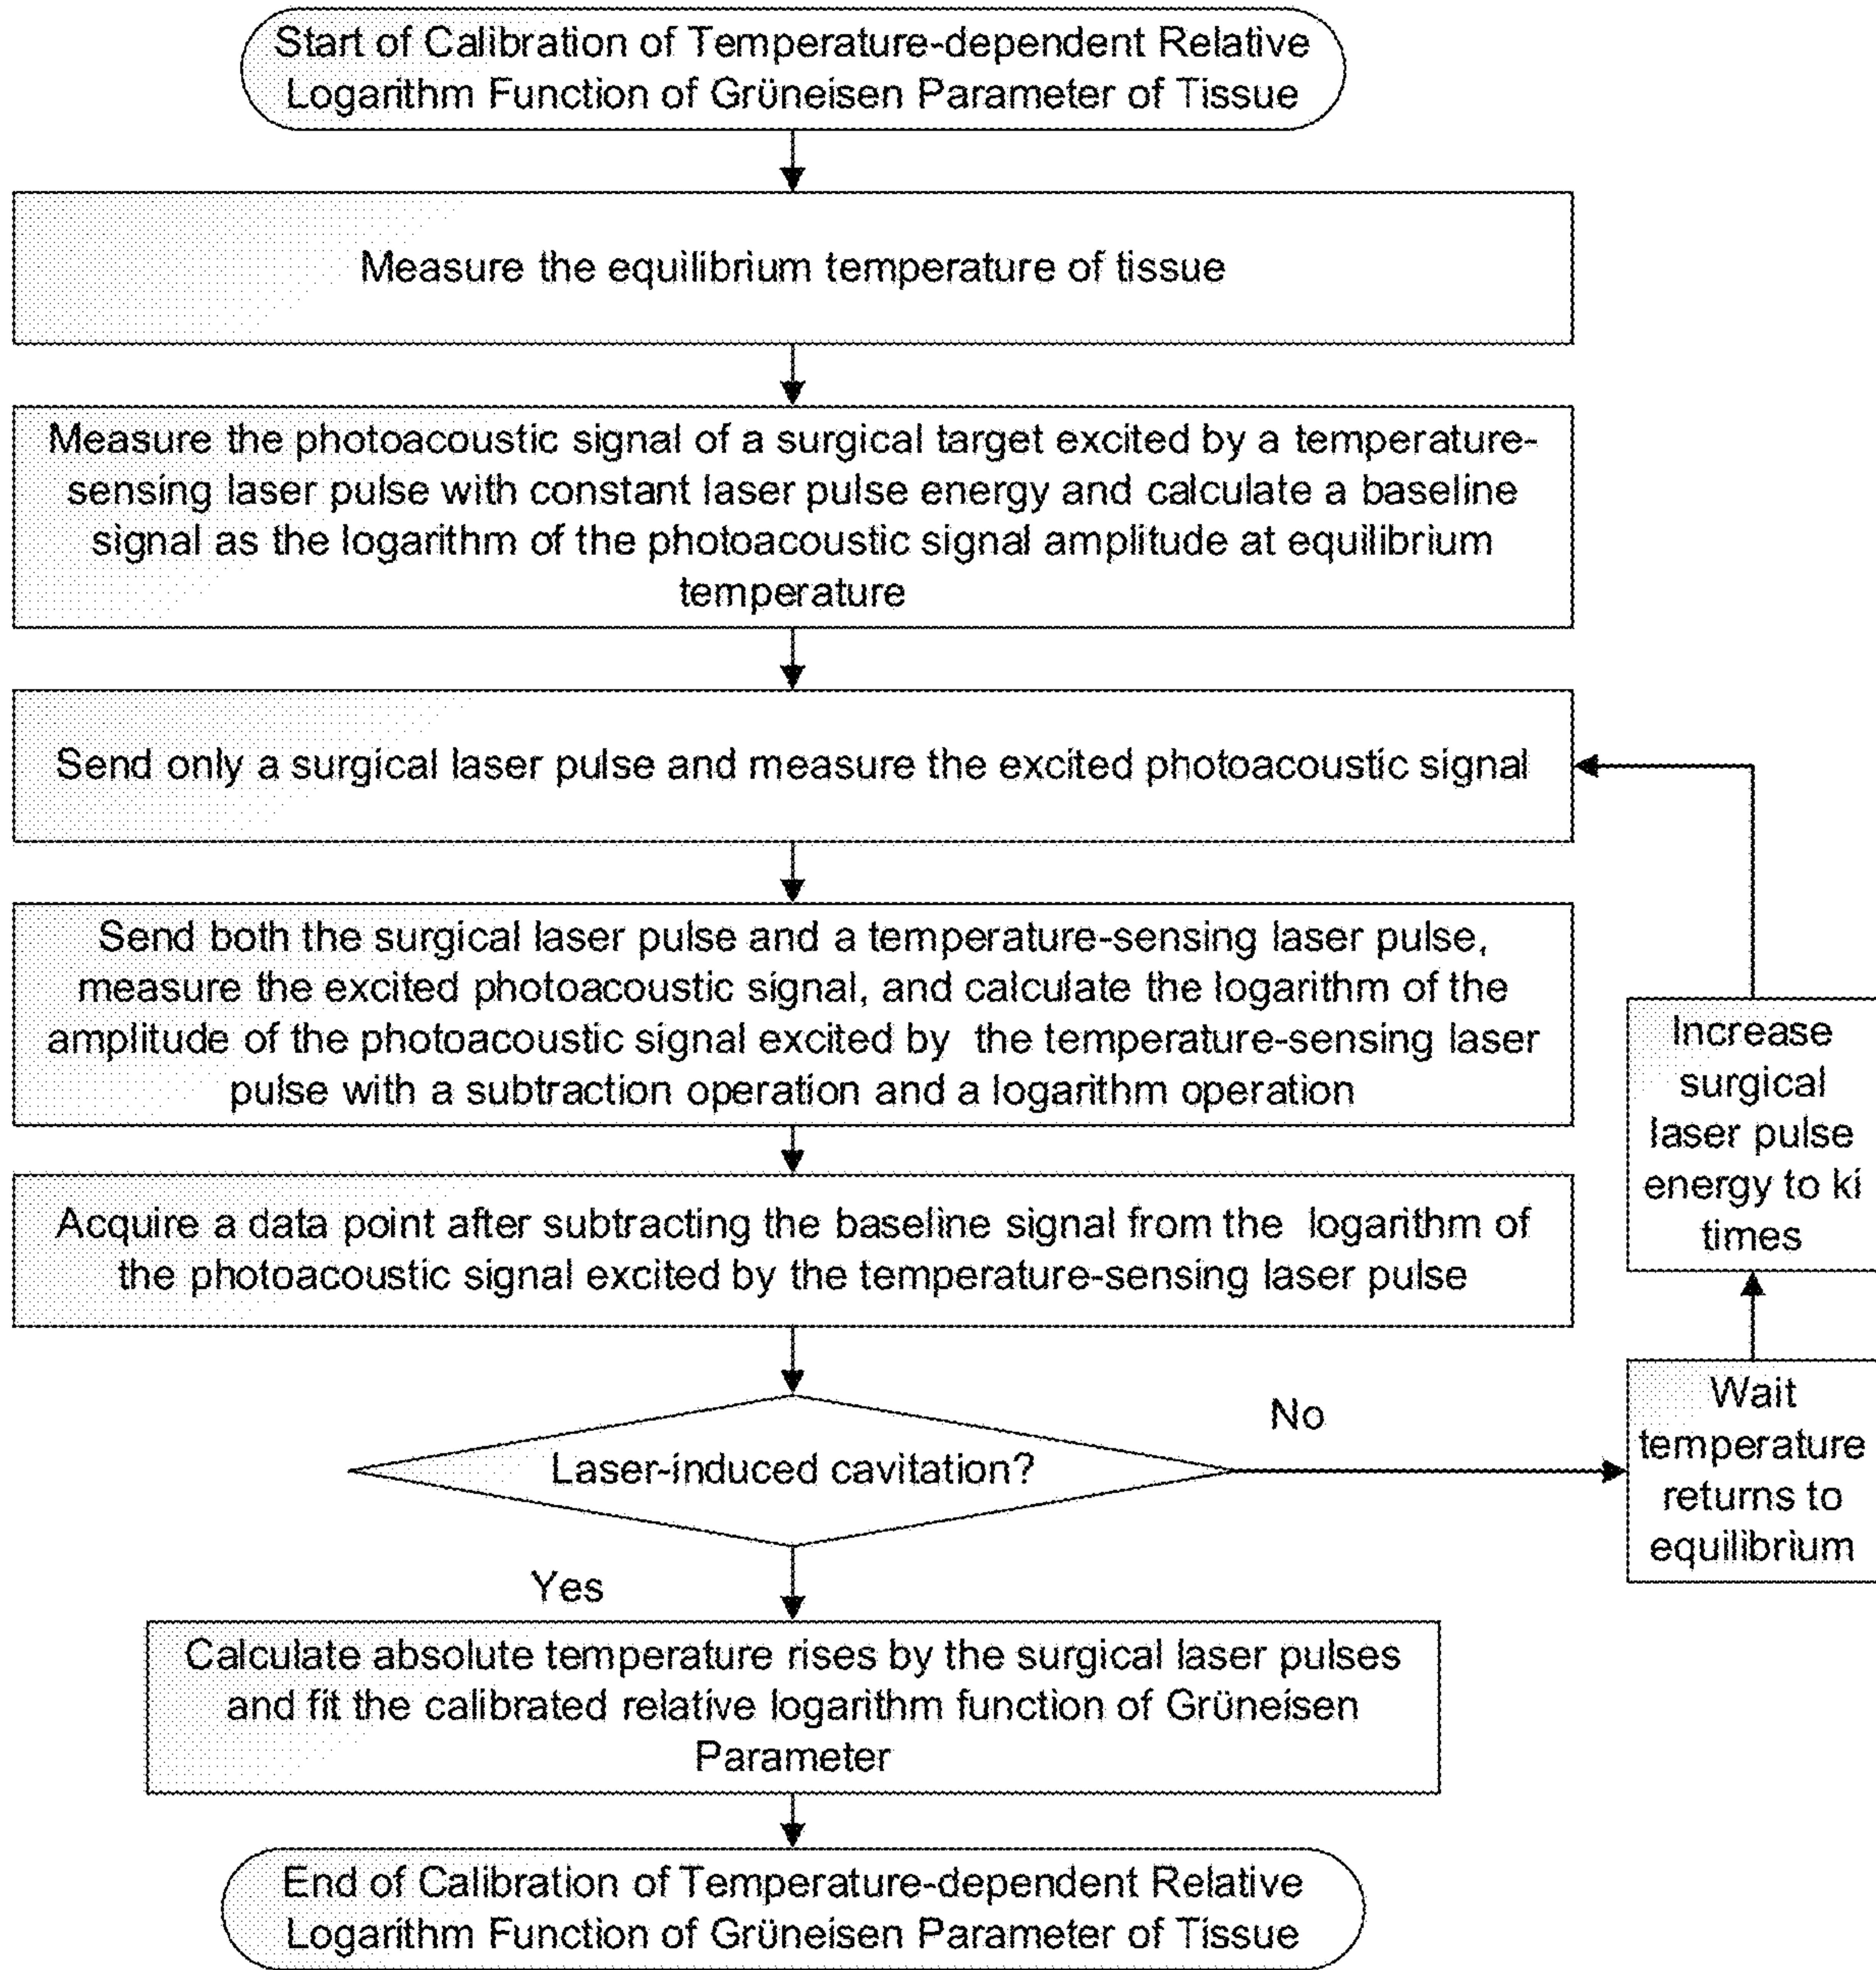 Start of Calibration of Temperature-dependent Relative
Logarithm Function of Grüneisen Parameter of Tissue
Measure the equilibrium temperature of tissue
Measure the photoacoustic signal of a surgical target excited by a temperature-
sensing laser pulse with constant laser pulse energy and calculate a baseline
signal as the logarithm of the photoacoustic signal amplitude at equilibrium
temperature
Send only a surgical laser pulse and measure the excited photoacoustic signal
Send both the surgical laser pulse and a temperature-sensing laser pulse,
measure the excited photoacoustic signal, and calculate the logarithm of the
amplitude of the photoacoustic signal excited by the temperature-sensing laser
pulse with a subtraction operation and a logarithm operation
Acquire a data point after subtracting the baseline signal from the logarithm of
the photoacoustic signal excited by the temperature-sensing laser pulse
Laser-induced cavitation?
No
Wait
temperature
returns to
equilibrium
Increase
surgical
laser pulse
energy to ki
times
Yes
Calculate absolute temperature rises by the surgical laser pulses
and fit the calibrated relative logarithm function of Grüneisen
Parameter
End of Calibration of Temperature-dependent Relative
Logarithm Function of Grüneisen Parameter of Tissue